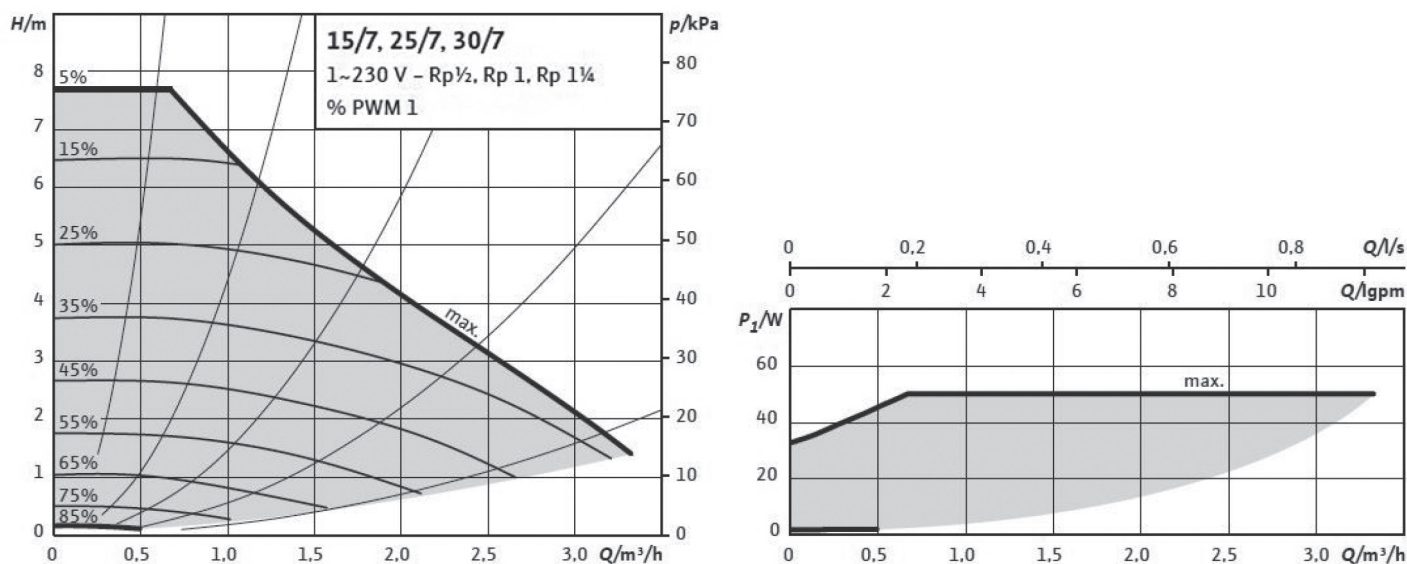 H/m
p/kPa
15/7, 25/7, 30/7
1~230 V – Rp½, Rp 1, Rp 1¼
% PWM 1
8
7
6
5
4
3
2
1
0
80
70
60
50
40
30
20
10
0
5%
15%
25%
35%
45%
55%
65%
75%
85%
max.
0 0,5 1,0 1,5 2,0 2,5 3,0 Q/m³/h
0 0,2 0,4 0,6 0,8 Q/l/s
0 2 4 6 8 10 Q/Igpm
P1/W
60
40
20
0
max.
0 0,5 1,0 1,5 2,0 2,5 3,0 Q/m³/h